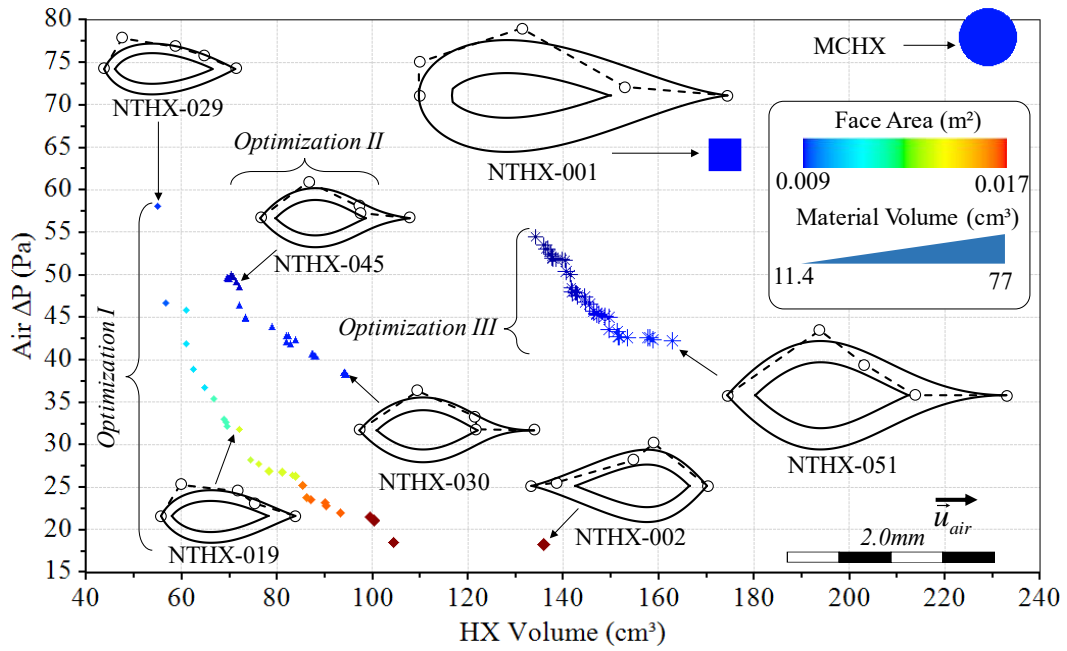 80
75
70
65
60
55
50
45
40
35
30
25
20
15
Air ΔP (Pa)
40
60
80
100
120
140
160
180
200
220
240
HX Volume (cm³)
NTHX-029
NTHX-001
MCHX
Optimization II
NTHX-045
Face Area (m²)
0.009
0.017
Material Volume (cm³)
11.4
77
Optimization I
Optimization III
NTHX-030
NTHX-051
NTHX-019
NTHX-002
u⃗air
2.0mm